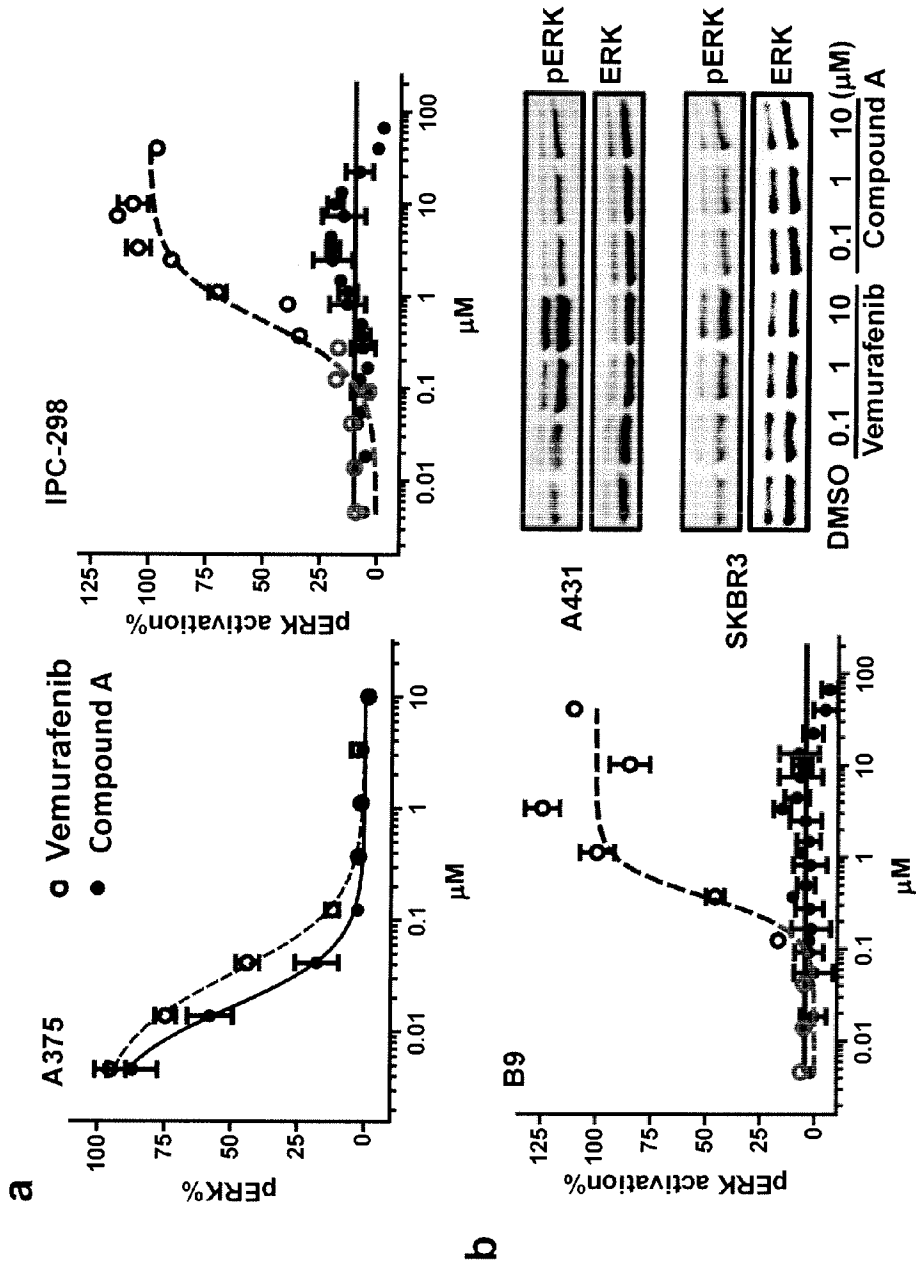 a
A375
Vemurafenib
Compound A
pERK%
100
75
50
25
0
0.01
0.1
1
10
μM
IPC-298
pERK activation%
125
100
75
50
25
0
0.01
0.1
1
10
100
μM
b
B9
pERK activation%
125
100
75
50
25
0
0.01
0.1
1
10
100
μM
A431
pERK
ERK
SKBR3
pERK
ERK
DMSO 0.1 1 10 0.1 1 10 (μM)
Vemurafenib Compound A